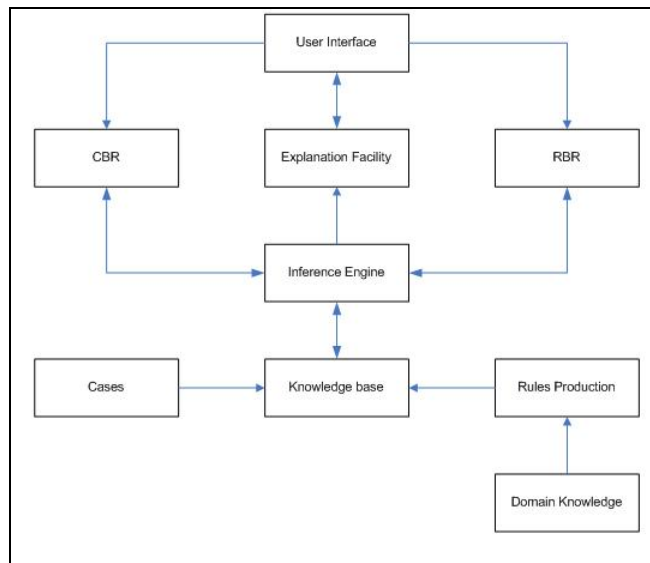 User Interface
CBR
Explanation Facility
RBR
Inference Engine
Cases
Knowledge base
Rules Production
Domain Knowledge